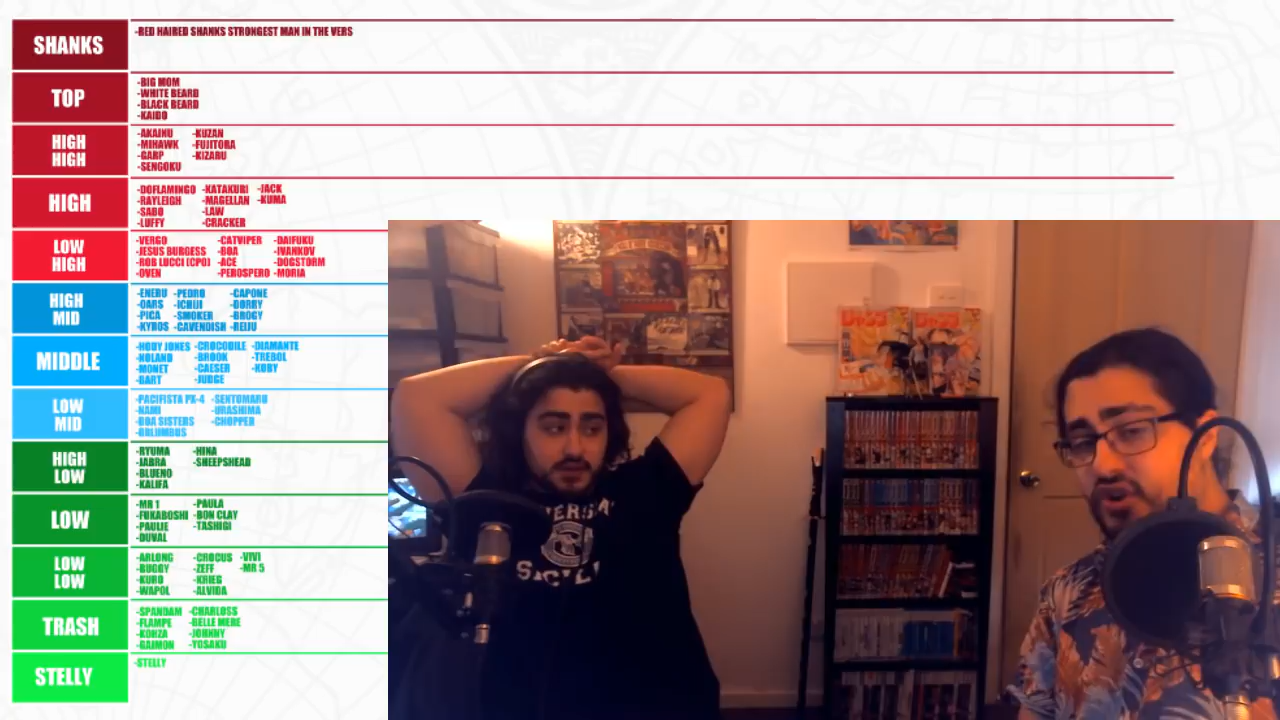 SHANKS
-RED HAIRED SHANKS STRONGEST MAN IN THE VERS
TOP
-BIG MOM
-WHITE BEARD
-BLACK BEARD
-KAIDO
HIGH
HIGH
-AKAINU -KUZAN
-MIHAWK -FUJITORA
-GARP -KIZARU
-SENGOKU
HIGH
-DOFLAMINGO -KATAKURI -JACK
-RAYLEIGH -MAGELLAN -KUMA
-SABO -LAW
-LUFFY -CRACKER
LOW
HIGH
-VERGO -CATVIPER -DAIFUKU
-JESUS BURGESS -BOA -IVANKOV
-ROB LUCCI (CP0) -ACE -DOGSTORM
-OVEN -PEROSPERO -MORIA
HIGH
MID
-ENERU -PEDRO -CAPONE
-OARS -ICHIJI -DORRY
-PICA -SMOKER -BROGY
-KYROS -CAVENDISH -REIJU
MIDDLE
-HODY JONES -CROCODILE -DIAMANTE
-NOLAND -BROOK -TREBOL
-MONET -CAESER -KOBY
-DART -JUDGE
LOW
MID
-PACIFISTA PX-4 -SENTOMARU
-NAMI -URASHIMA
-BOA SISTERS -CHOPPER
-ORLUMBUS
HIGH
LOW
-RYUMA -HINA
-JABRA -SHEEPSHEAD
-BLUENO
-KALIFA
LOW
-MR 1 -PAULA
-FUKABOSHI -BON CLAY
-PAULIE -TASHIGI
-DUVAL
LOW
LOW
-ARLONG -CROCUS -VIVI
-BUGGY -ZEFF -MR 5
-KURO -KRIEG
-WAPOL -ALVIDA
TRASH
-SPANDAM -CHARLOSS
-FLAMPE -BELLE MERE
-KOHZA -JOHNNY
-GAIMON -YOSAKU
STELLY
-STELLY